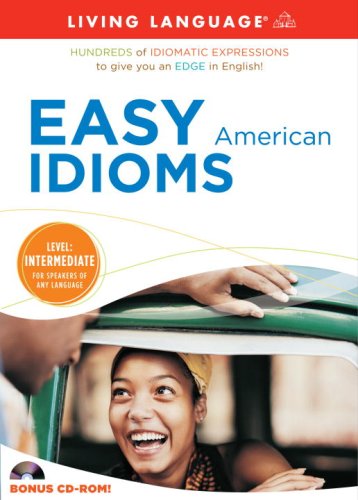 LIVING LANGUAGE®
HUNDREDS of IDIOMATIC EXPRESSIONS
to give you an EDGE in English!
EASY American
IDIOMS
LEVEL:
INTERMEDIATE
FOR SPEAKERS OF
ANY LANGUAGE
BONUS CD-ROM!